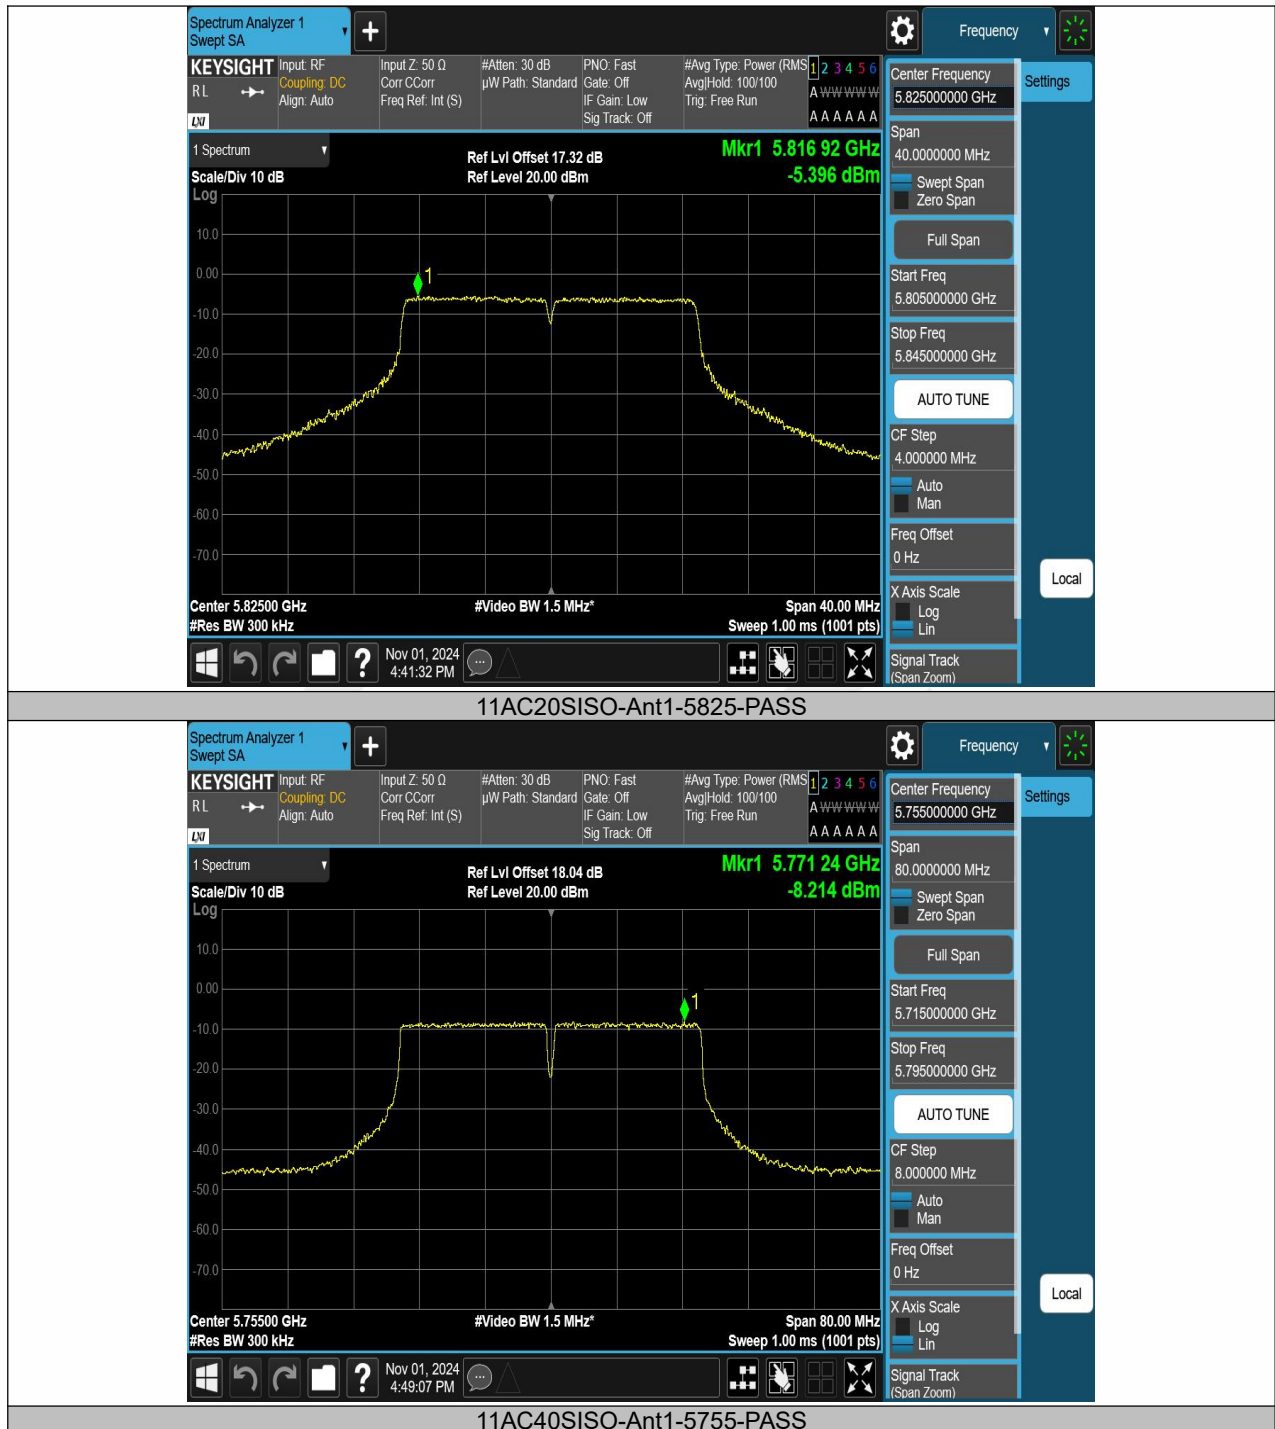 Spectrum Analyzer 1
Swept SA
Frequency
KEYSIGHT
R L
LXI
Input: RF
Coupling: DC
Align: Auto
Input Z: 50 Ω
Corr CCorr
Freq Ref: Int (S)
#Atten: 30 dB
µW Path: Standard
PNO: Fast
Gate: Off
IF Gain: Low
Sig Track: Off
#Avg Type: Power (RMS
Avg|Hold: 100/100
Trig: Free Run
1 2 3 4 5 6
A W W W W W
A A A A A A
1 Spectrum
Scale/Div 10 dB
Log
Ref Lvl Offset 17.32 dB
Ref Level 20.00 dBm
Mkr1 5.816 92 GHz
-5.396 dBm
10.0
0.00
-10.0
-20.0
-30.0
-40.0
-50.0
-60.0
-70.0
1
Center 5.82500 GHz
#Res BW 300 kHz
#Video BW 1.5 MHz*
Span 40.00 MHz
Sweep 1.00 ms (1001 pts)
Nov 01, 2024
4:41:32 PM
Center Frequency
5.825000000 GHz
Settings
Span
40.0000000 MHz
Swept Span
Zero Span
Full Span
Start Freq
5.805000000 GHz
Stop Freq
5.845000000 GHz
AUTO TUNE
CF Step
4.000000 MHz
Auto
Man
Freq Offset
0 Hz
X Axis Scale
Log
Lin
Local
Signal Track
(Span Zoom)
11AC20SISO-Ant1-5825-PASS
Spectrum Analyzer 1
Swept SA
Frequency
KEYSIGHT
R L
LXI
Input: RF
Coupling: DC
Align: Auto
Input Z: 50 Ω
Corr CCorr
Freq Ref: Int (S)
#Atten: 30 dB
µW Path: Standard
PNO: Fast
Gate: Off
IF Gain: Low
Sig Track: Off
#Avg Type: Power (RMS
Avg|Hold: 100/100
Trig: Free Run
1 2 3 4 5 6
A W W W W W
A A A A A A
1 Spectrum
Scale/Div 10 dB
Log
Ref Lvl Offset 18.04 dB
Ref Level 20.00 dBm
Mkr1 5.771 24 GHz
-8.214 dBm
10.0
0.00
-10.0
-20.0
-30.0
-40.0
-50.0
-60.0
-70.0
1
Center 5.75500 GHz
#Res BW 300 kHz
#Video BW 1.5 MHz*
Span 80.00 MHz
Sweep 1.00 ms (1001 pts)
Nov 01, 2024
4:49:07 PM
Center Frequency
5.755000000 GHz
Settings
Span
80.0000000 MHz
Swept Span
Zero Span
Full Span
Start Freq
5.715000000 GHz
Stop Freq
5.795000000 GHz
AUTO TUNE
CF Step
8.000000 MHz
Auto
Man
Freq Offset
0 Hz
X Axis Scale
Log
Lin
Local
Signal Track
(Span Zoom)
11AC40SISO-Ant1-5755-PASS